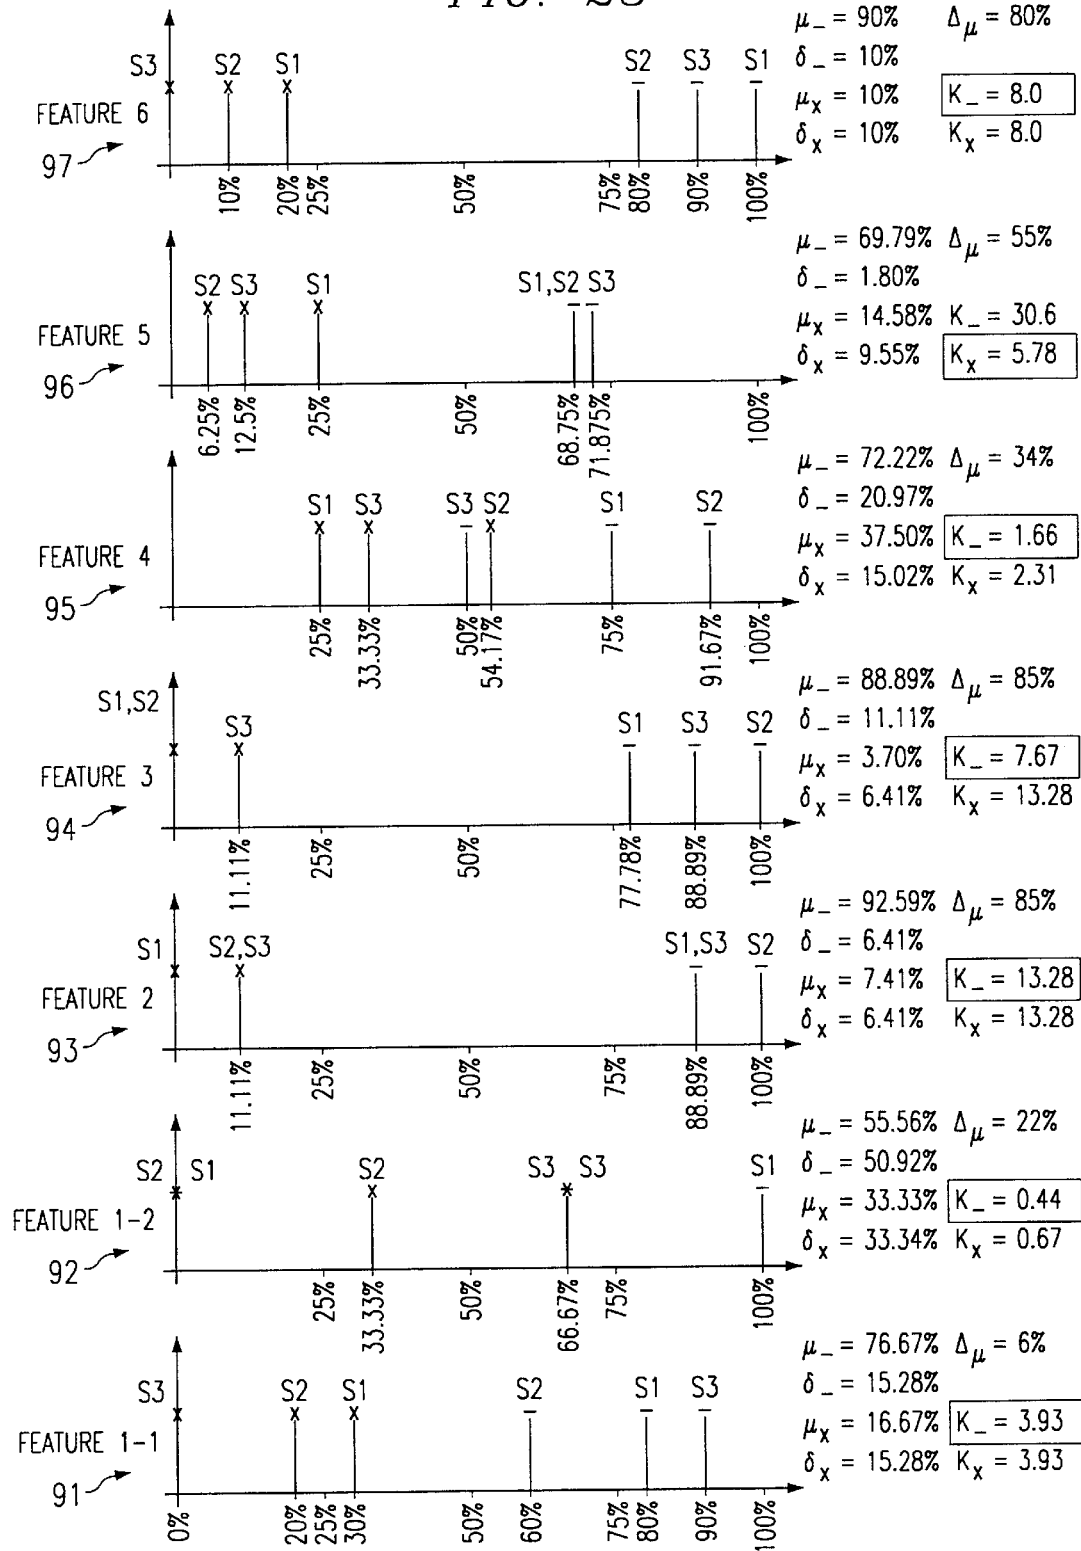 FIG. 23
μ_ = 90% Δμ = 80%
S3 S2 S1 S2 S3 S1
δ_ = 10%
FEATURE 6
μx = 10% K_ = 8.0
97
δx = 10% Kx = 8.0
10% 20% 25% 50% 75% 80% 90% 100%
μ_ = 69.79% Δμ = 55%
S2 S3 S1 S1,S2 S3
δ_ = 1.80%
FEATURE 5
μx = 14.58% K_ = 30.6
96
δx = 9.55% Kx = 5.78
6.25% 12.5% 25% 50% 68.75% 71.875% 100%
μ_ = 72.22% Δμ = 34%
S1 S3 S3 S2 S1 S2
δ_ = 20.97%
FEATURE 4
μx = 37.50% K_ = 1.66
95
δx = 15.02% Kx = 2.31
25% 33.33% 50% 54.17% 75% 91.67% 100%
μ_ = 88.89% Δμ = 85%
S1,S2 S3 S1 S3 S2
δ_ = 11.11%
FEATURE 3
μx = 3.70% K_ = 7.67
94
δx = 6.41% Kx = 13.28
11.11% 25% 50% 77.78% 88.89% 100%
μ_ = 92.59% Δμ = 85%
S1 S2,S3 S1,S3 S2
δ_ = 6.41%
FEATURE 2
μx = 7.41% K_ = 13.28
93
δx = 6.41% Kx = 13.28
11.11% 25% 50% 75% 88.89% 100%
μ_ = 55.56% Δμ = 22%
S2 S1 S2 S3 S3 S1
δ_ = 50.92%
FEATURE 1-2
μx = 33.33% K_ = 0.44
92
δx = 33.34% Kx = 0.67
25% 33.33% 50% 66.67% 75% 100%
μ_ = 76.67% Δμ = 6%
S3 S2 S1 S2 S1 S3
δ_ = 15.28%
FEATURE 1-1
μx = 16.67% K_ = 3.93
91
δx = 15.28% Kx = 3.93
0% 20% 25% 30% 50% 60% 75% 80% 90% 100%